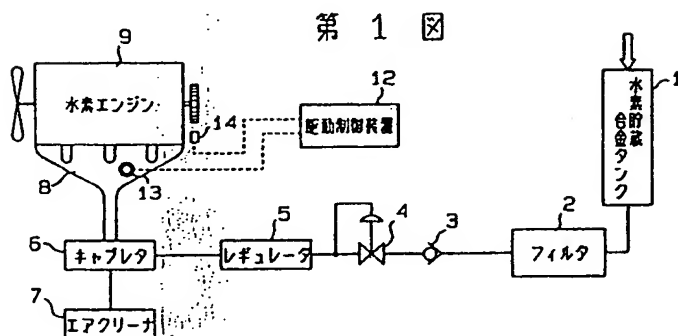 第 1 図
9
水素エンジン
14
12
駆動制御装置
1
水素貯蔵
合金タンク
8
13
5
4
3
2
6
キャブレタ
レギュレータ
フィルタ
7
エアクリーナ